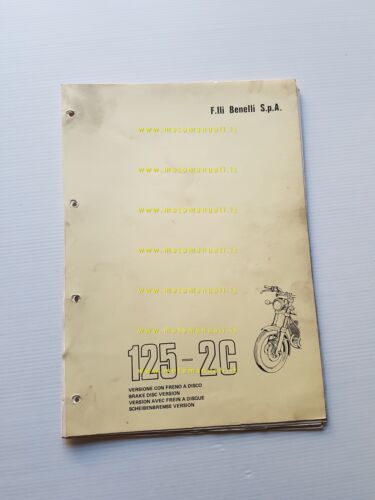 F.lli Benelli S.p.A.
www.motomanuali.it
www.motomanuali.it
www.motomanuali.it
www.motomanuali.it
www.motomanuali.it
www.motomanuali.it
www.motomanuali.it
125-2C
VERSIONE CON FRENO A DISCO
BRAKE DISC VERSION
VERSION AVEC FREIN A DISQUE
SCHEIBENBREMSE VERSION